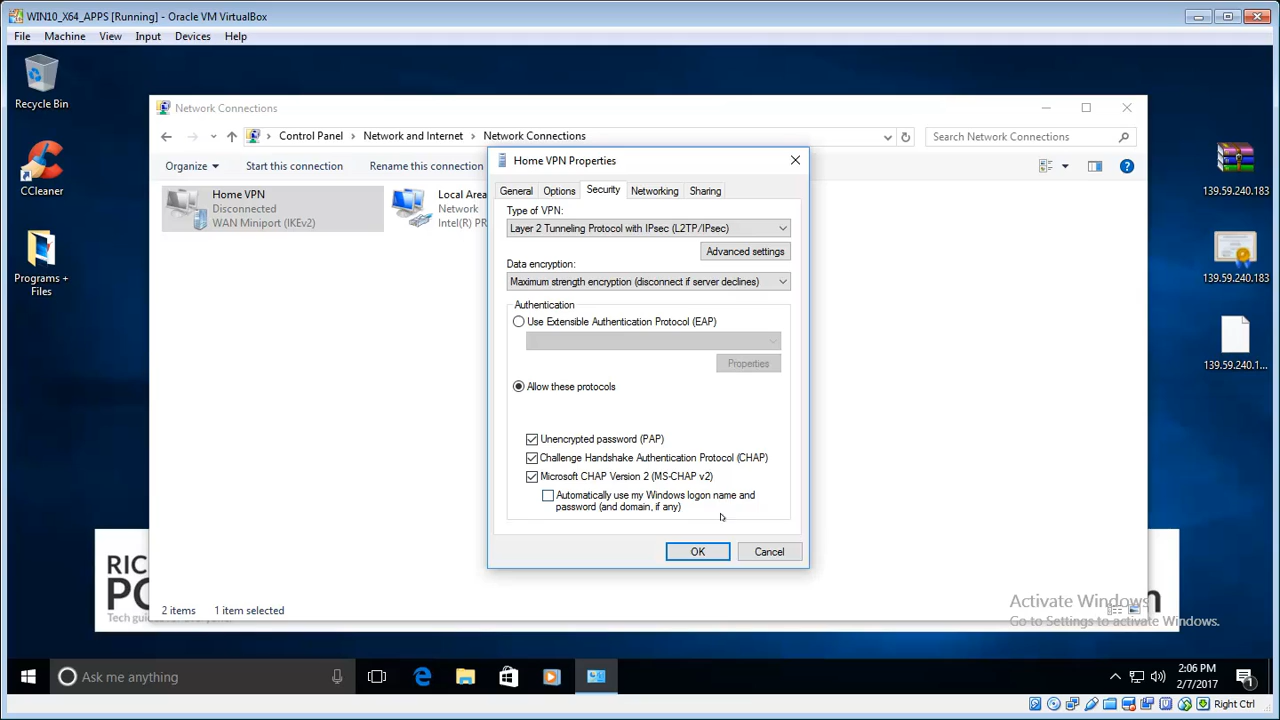 WIN10_X64_APPS [Running] - Oracle VM VirtualBox
File Machine View Input Devices Help
Recycle Bin
CCleaner
Programs +
Files
139.59.240.183
139.59.240.183
139.59.240.1...
Network Connections
Control Panel > Network and Internet > Network Connections
Search Network Connections
Organize Start this connection Rename this connection
Home VPN
Disconnected
WAN Miniport (IKEv2)
Local Area
Network
Intel(R) PR
Home VPN Properties
General Options Security Networking Sharing
Type of VPN:
Layer 2 Tunneling Protocol with IPsec (L2TP/IPsec)
Advanced settings
Data encryption:
Maximum strength encryption (disconnect if server declines)
Authentication
Use Extensible Authentication Protocol (EAP)
Properties
Allow these protocols
Unencrypted password (PAP)
Challenge Handshake Authentication Protocol (CHAP)
Microsoft CHAP Version 2 (MS-CHAP v2)
Automatically use my Windows logon name and
password (and domain, if any)
OK Cancel
RIC
PO
2 items 1 item selected
Activate Windows
Go to Settings to activate Windows.
Ask me anything
2:06 PM
2/7/2017
1
Right Ctrl